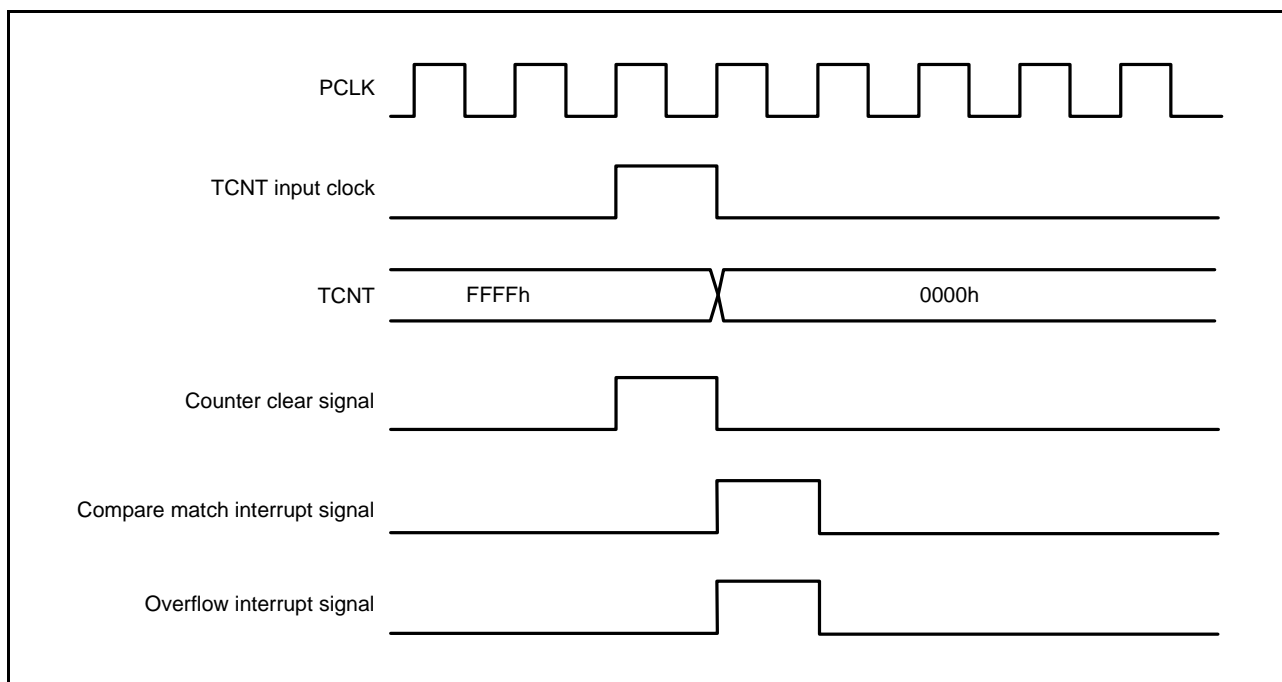 PCLK
TCNT input clock
TCNT FFFFh 0000h
Counter clear signal
Compare match interrupt signal
Overflow interrupt signal